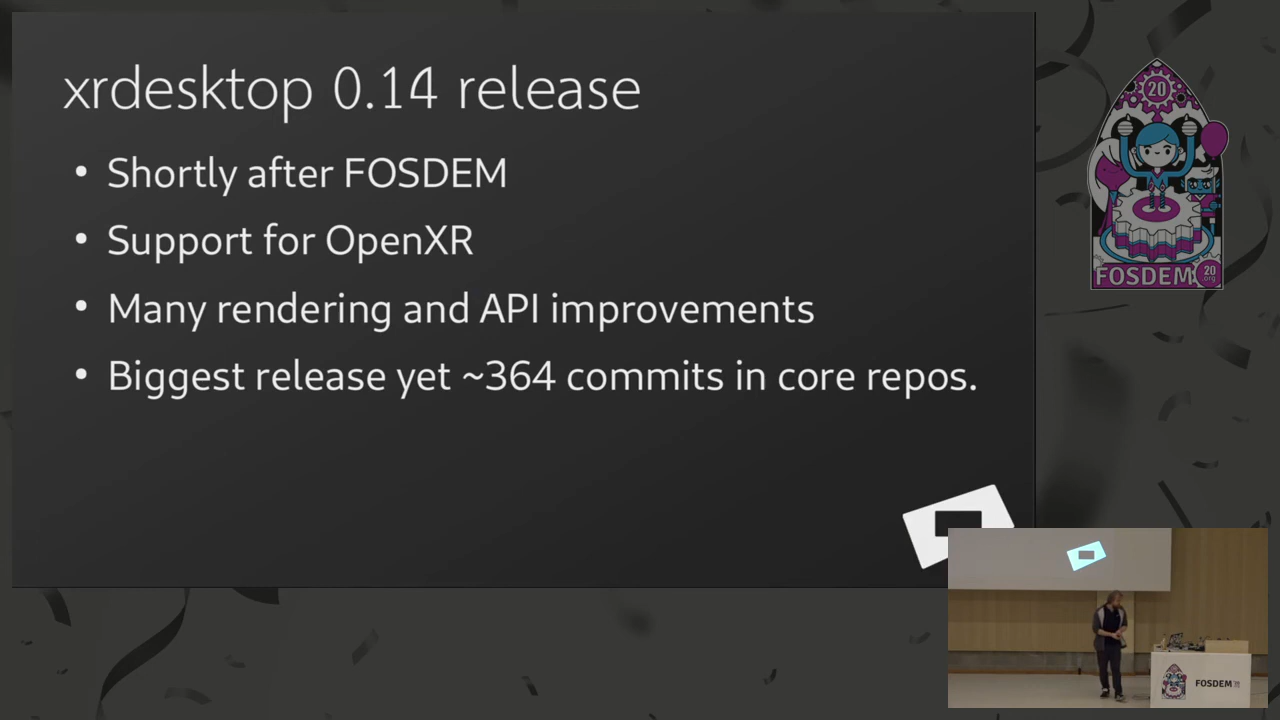 xrdesktop 0.14 release
• Shortly after FOSDEM
• Support for OpenXR
• Many rendering and API improvements
• Biggest release yet ~364 commits in core repos.
20
FOSDEM 20
.org
FOSDEM